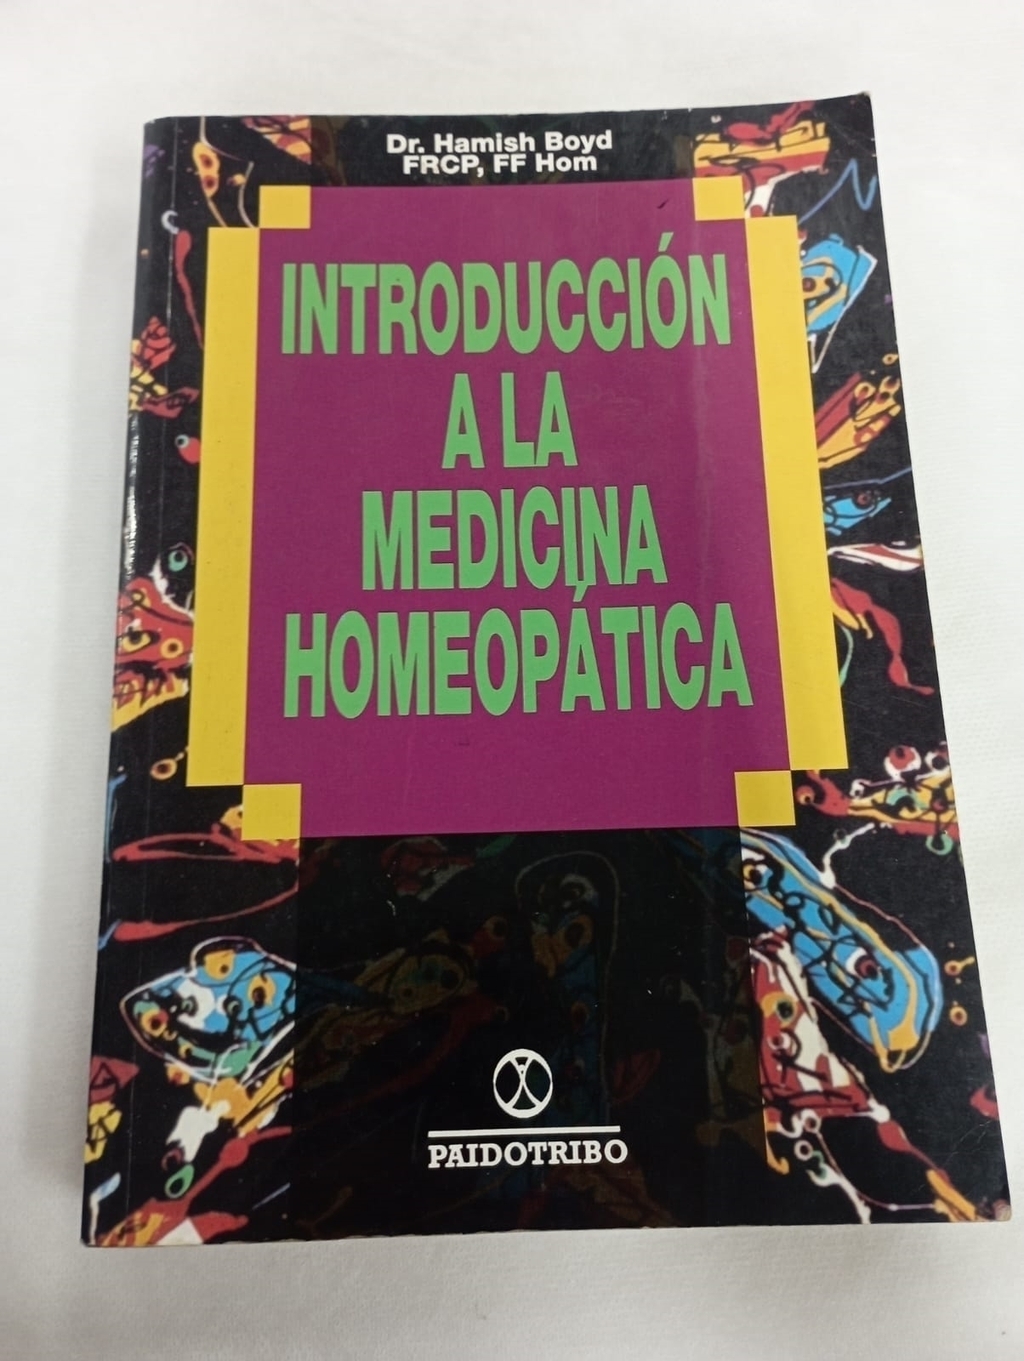 Dr. Hamish Boyd
FRCP, FF Hom
INTRODUCCIÓN
A LA
MEDICINA
HOMEOPÁTICA
PAIDOTRIBO